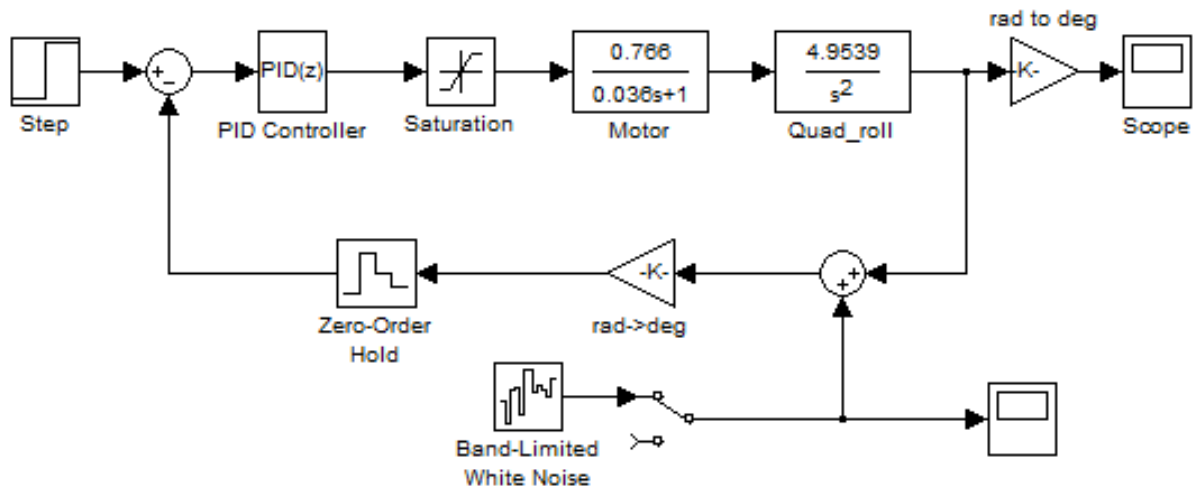 rad to deg
+
−
PID(z)
0.766
0.036s+1
4.9539
s2
K-
Step
PID Controller
Saturation
Motor
Quad_roll
Scope
-K-
+
+
Zero-Order
Hold
rad->deg
Band-Limited
White Noise